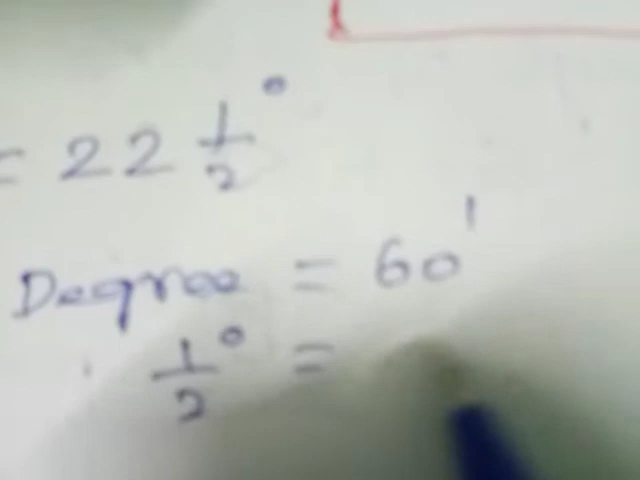 = 22 1/2°
Degree = 60'
1/2° =